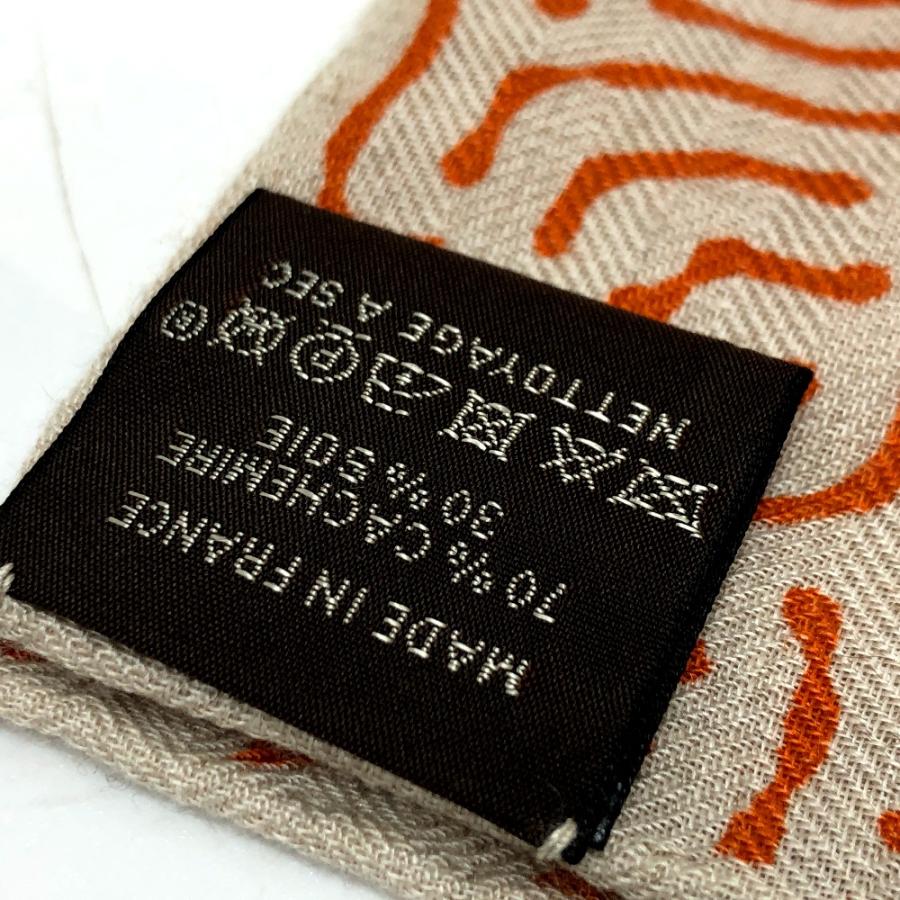 MADE IN FRANCE
70 % CACHEMIRE
30 % SOIE
P
NETTOYAGE A SEC